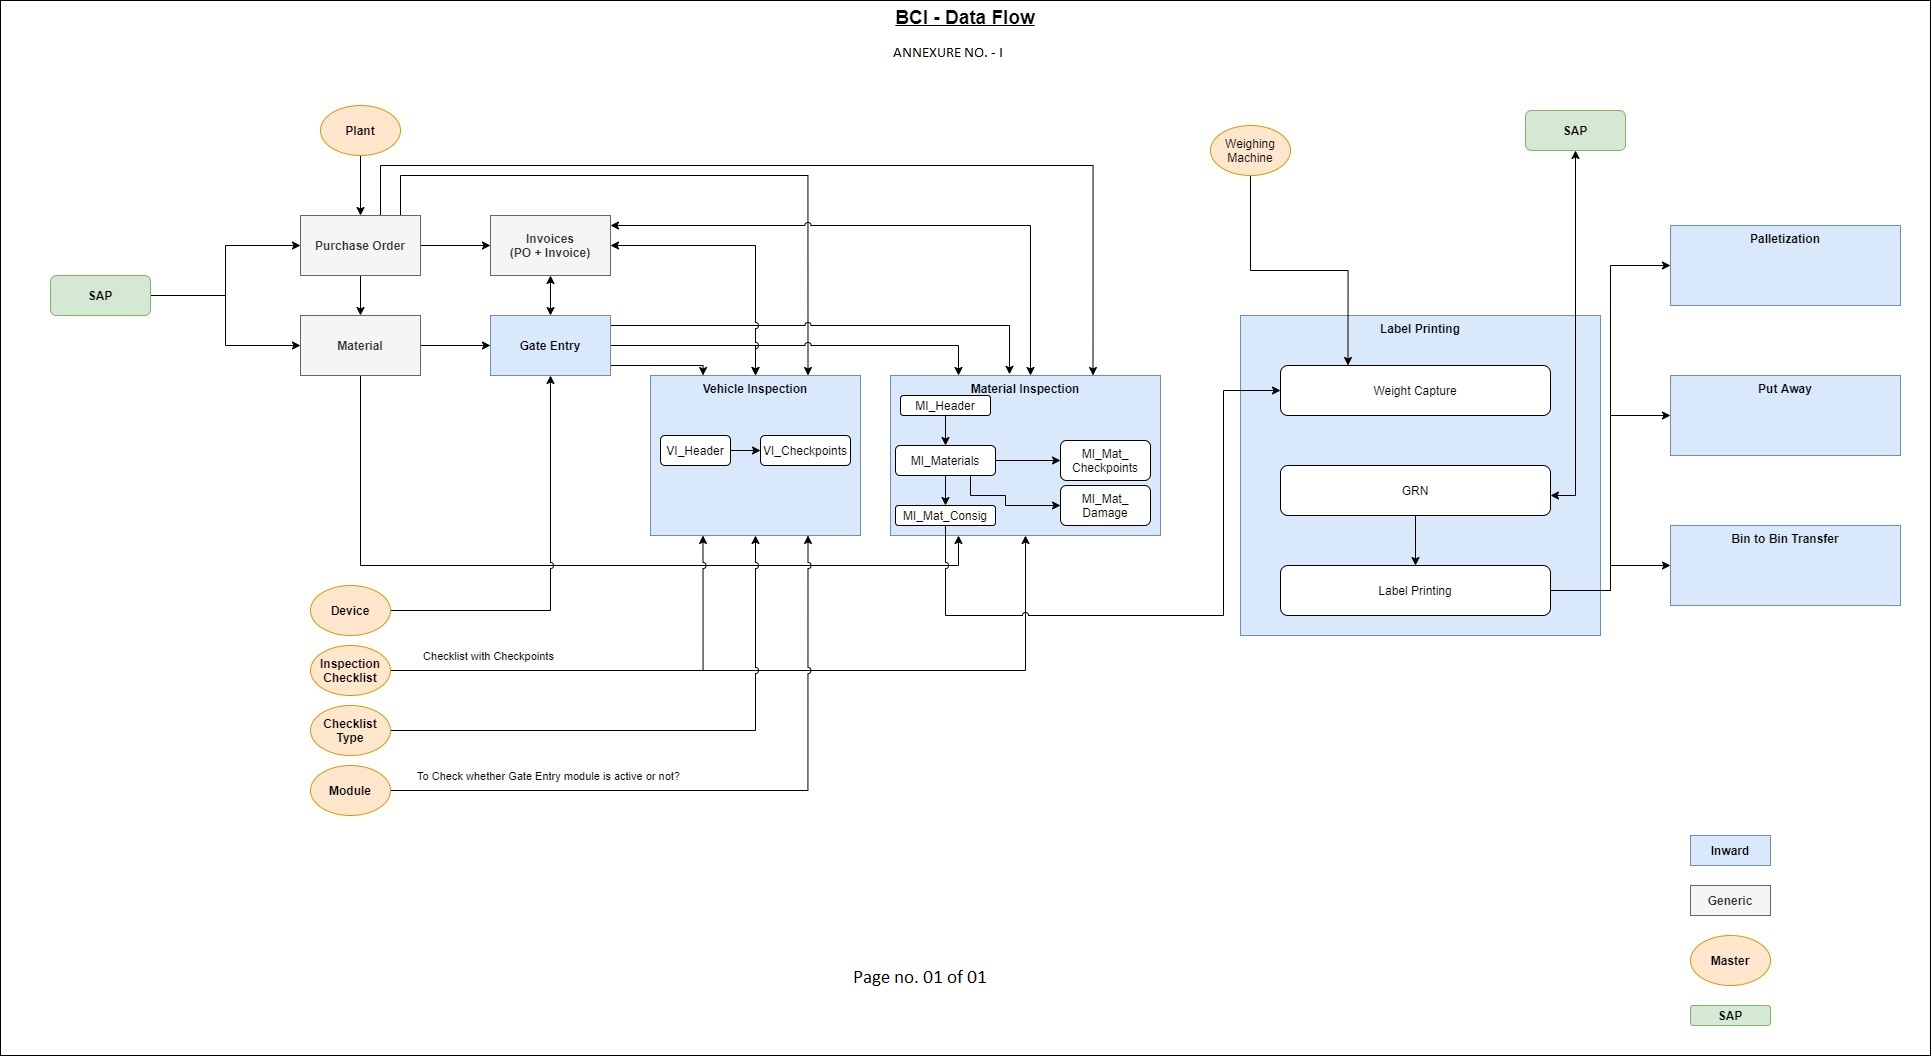 BCI - Data Flow
ANNEXURE NO. - I
Plant
Weighing
Machine
SAP
Purchase Order
Invoices
(PO + Invoice)
Palletization
SAP
Material
Gate Entry
Label Printing
Vehicle Inspection
Material Inspection
Put Away
MI_Header
Weight Capture
VI_Header
VI_Checkpoints
MI_Materials
MI_Mat_
Checkpoints
GRN
MI_Mat_
Damage
MI_Mat_Consig
Bin to Bin Transfer
Label Printing
Device
Inspection
Checklist
Checklist with Checkpoints
Checklist
Type
Module
To Check whether Gate Entry module is active or not?
Inward
Generic
Master
SAP
Page no. 01 of 01